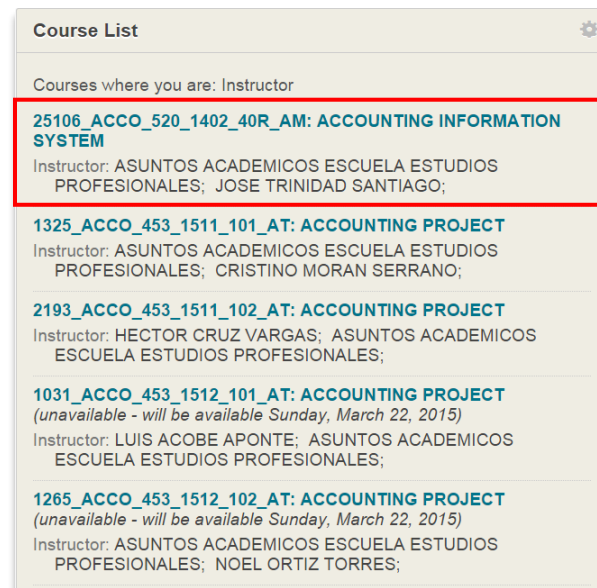 Course List
Courses where you are: Instructor
25106_ACCO_520_1402_40R_AM: ACCOUNTING INFORMATION
SYSTEM
Instructor: ASUNTOS ACADEMICOS ESCUELA ESTUDIOS
PROFESIONALES; JOSE TRINIDAD SANTIAGO;
1325_ACCO_453_1511_101_AT: ACCOUNTING PROJECT
Instructor: ASUNTOS ACADEMICOS ESCUELA ESTUDIOS
PROFESIONALES; CRISTINO MORAN SERRANO;
2193_ACCO_453_1511_102_AT: ACCOUNTING PROJECT
Instructor: HECTOR CRUZ VARGAS; ASUNTOS ACADEMICOS
ESCUELA ESTUDIOS PROFESIONALES;
1031_ACCO_453_1512_101_AT: ACCOUNTING PROJECT
(unavailable - will be available Sunday, March 22, 2015)
Instructor: LUIS ACOBE APONTE; ASUNTOS ACADEMICOS
ESCUELA ESTUDIOS PROFESIONALES;
1265_ACCO_453_1512_102_AT: ACCOUNTING PROJECT
(unavailable - will be available Sunday, March 22, 2015)
Instructor: ASUNTOS ACADEMICOS ESCUELA ESTUDIOS
PROFESIONALES; NOEL ORTIZ TORRES;